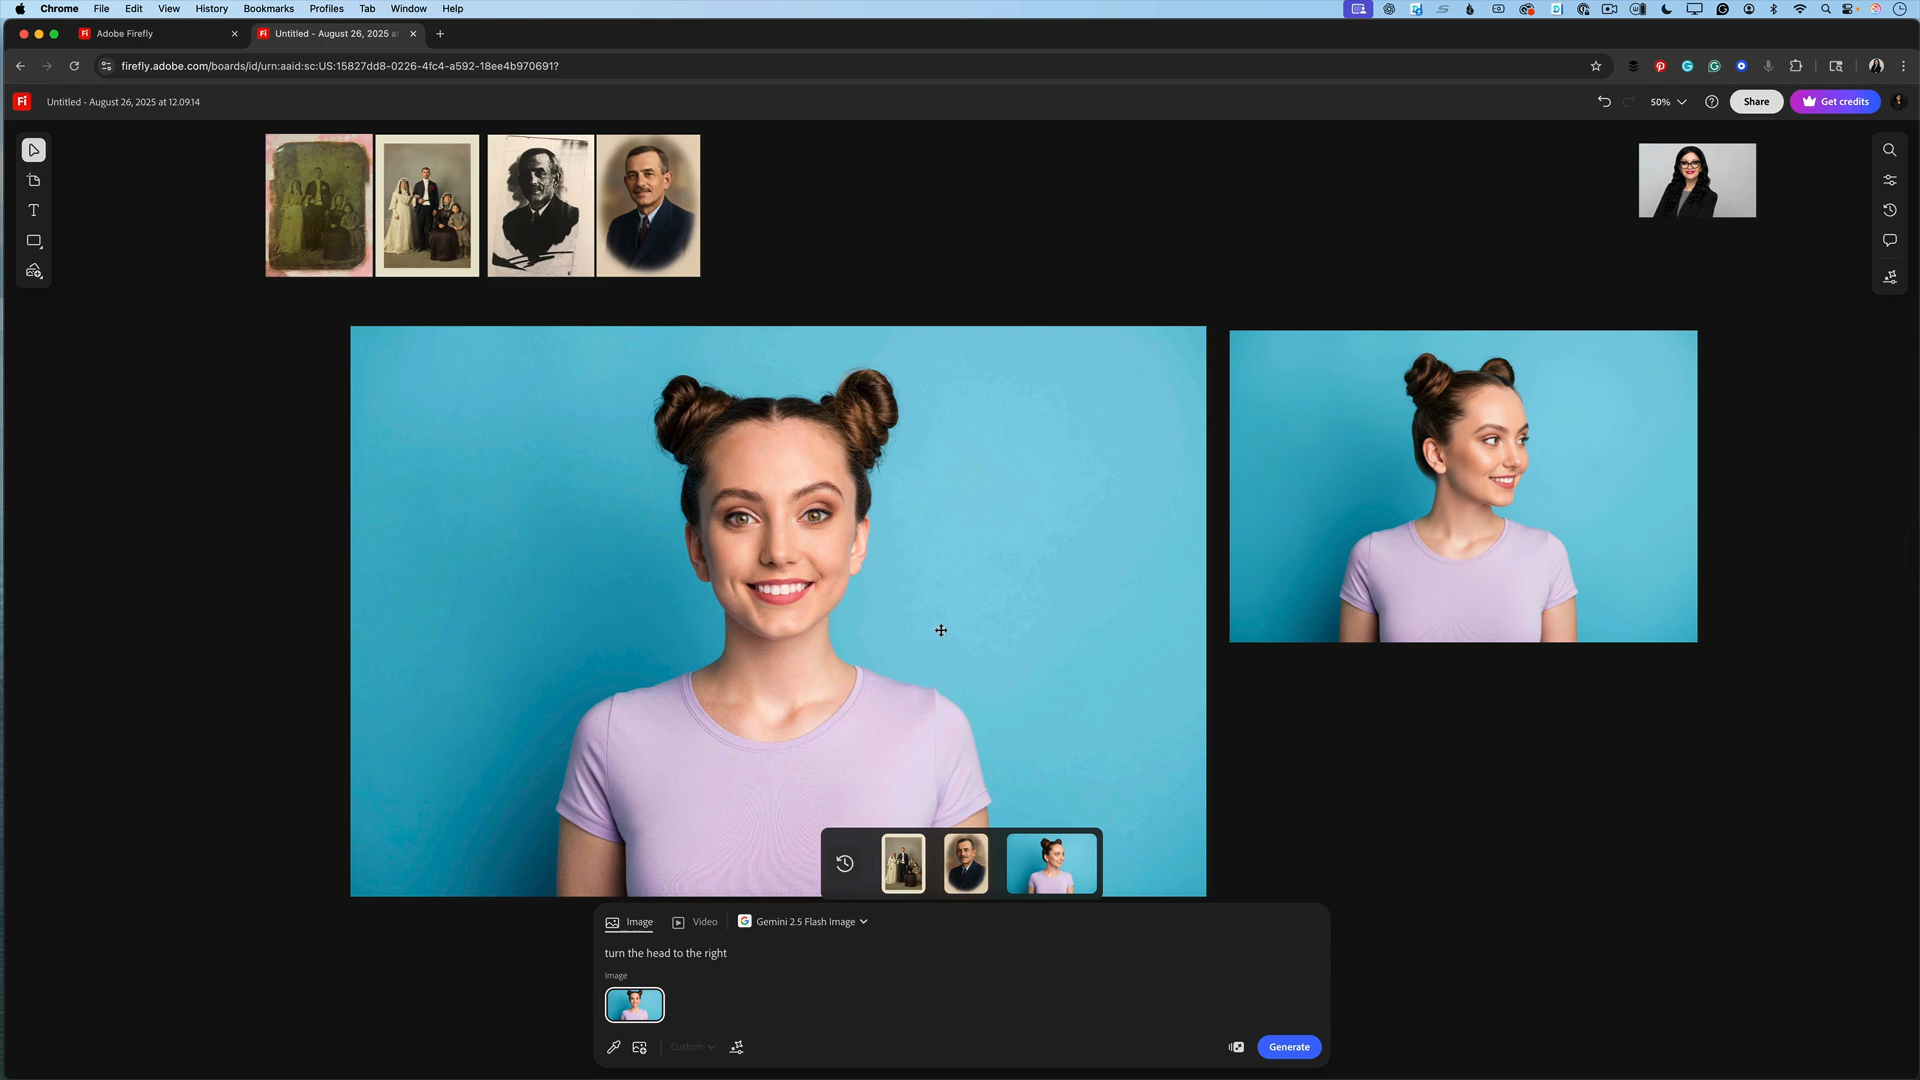 Chrome File Edit View History Bookmarks Profiles Tab Window Help
Adobe Firefly
Untitled - August 26, 2025 a
firefly.adobe.com/boards/id/urn:aaid:sc:US:15827dd8-0226-4fc4-a592-18ee4b970691?
Fi Untitled - August 26, 2025 at 12.09.14
50% Share Get credits
Image Video Gemini 2.5 Flash Image
turn the head to the right
Image
Custom Generate